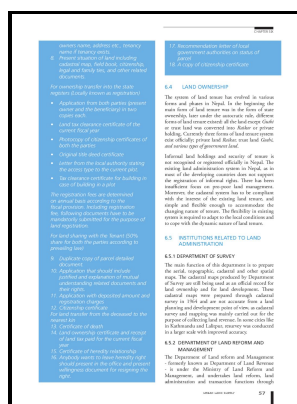 CHAPTER 06
owners name, address etc., tenancy
name if tenancy exists.
8. Present situation of land including
cadastral map, field book, citizenship,
legal and family ties, and other related
documents
For ownership transfer into the state
registers (usually known as registration)
• Application from both parties (present
owner and the beneficiary) in two
copies each.
• Land tax clearance certificate of the
current fiscal year
• Photocopy of citizenship certificates of
both the parties
• Original title deed certificate
• Letter from the local authority stating
the access type to the current plot
• Tax clearance certificate for building in
case of building in a plot
The registration fees are determined
on annual basis according to the
fiscal provision. Including registration
fee, following documents have to be
mandatorily submitted for the purpose of
land registration.
For land sharing with the Tenant (50%
share for both the parties according to
prevailing law)
9. Duplicate copy of parcel detailed
document.
10. Application that should include
purified and explanation of mutual
understanding shared documents and
their rights
11. Application with deposited amount and
registration charges
12. Citizenship certificate
For land transfer from the deceased to the
nearest kin
13. Certificate of death
14. Land ownership certificate and receipt
of land tax paid for the current fiscal
year
15. Certificate of heredity relationship
16. Anybody wants to leave heredity right
should present in the office and present
willingness document for resigning the
right
17. Recommendation letter of local
government authorities on status of
parcel
18. A copy of citizenship certificate
6.4 LAND OWNERSHIP
The system of land tenure has evolved in various
forms and phases in Nepal. In the beginning the
main form of land tenure was in the form of state
ownership, later under the autocratic rule, different
forms of land tenure existed; all the land except Guthi
or trust land was converted into Raikar or private
holding. Currently three forms of land tenure system
exist officially: private land Raikar, trust land Guthi,
and various types of government land.
Informal land holdings and security of tenure is
not recognized or registered officially in Nepal. The
existing land administration system in Nepal, as in
most of the developing countries does not support
the registration of informal rights. There has been
insufficient focus on pro-poor land management.
Moreover, the cadastral system has to be compliant
with the interest of the existing land tenure, and
simple and flexible enough to accommodate the
changing nature of tenure. The flexibility in existing
system is required to adapt to the local conditions and
to cope with the dynamic nature of land tenure.
6.5 INSTITUTIONS RELATED TO LAND
ADMINISTRATION
6.5.1 DEPARTMENT OF SURVEY
The main function of this department is to prepare
the aerial, topographic, cadastral and other spatial
maps. The cadastral maps produced by Department
of Survey are still being used as an official record for
land ownership and for land development. These
cadastral maps were prepared through cadastral
survey in 1964 and are not accurate from a land
planning and development point of view. Because the
survey and mapping was mainly carried out for the
purpose of collecting land revenue. In some cities like
in Kathmandu and Lalitpur, resurvey was conducted
in a larger scale with improved accuracy.
6.5.2 DEPARTMENT OF LAND REFORM AND
MANAGEMENT
The Department of Land reform and Management
- formerly known as Department of Land Revenue
- is under the Ministry of Land Reform and
Management, and undertakes land reform, land
administration and transaction functions through
URBAN LAND SUPPLY 57